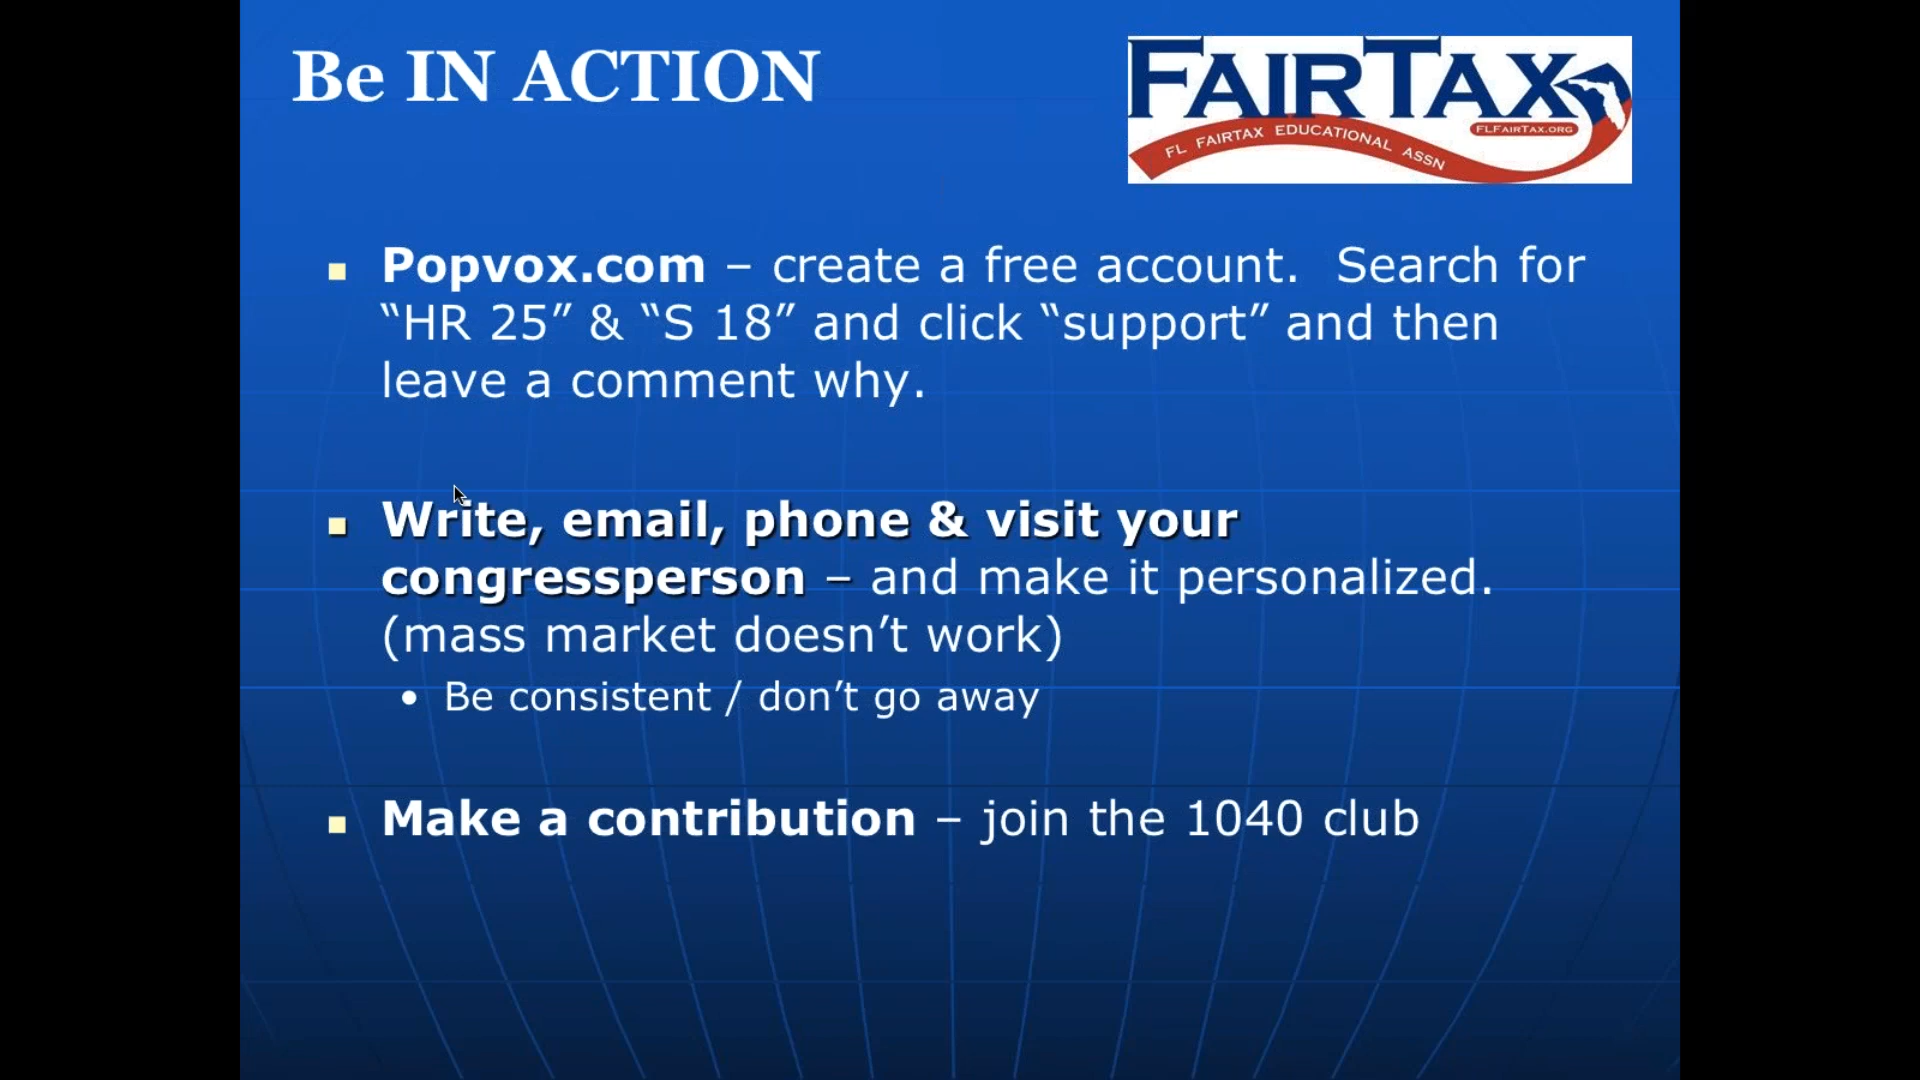 Be IN ACTION
FAIRTAX
FLFAIRTAX.ORG
FL FAIRTAX EDUCATIONAL ASSN
Popvox.com – create a free account.  Search for
“HR 25” & “S 18” and click “support” and then
leave a comment why.
Write, email, phone & visit your
congressperson – and make it personalized.
(mass market doesn’t work)
• Be consistent / don’t go away
Make a contribution – join the 1040 club